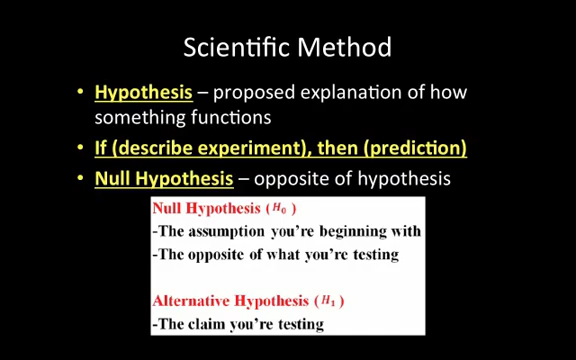 Scientific Method
• Hypothesis – proposed explanation of how
something functions
• If (describe experiment), then (prediction)
• Null Hypothesis – opposite of hypothesis
Null Hypothesis (H₀)
-The assumption you're beginning with
-The opposite of what you're testing
Alternative Hypothesis (H₁)
-The claim you're testing